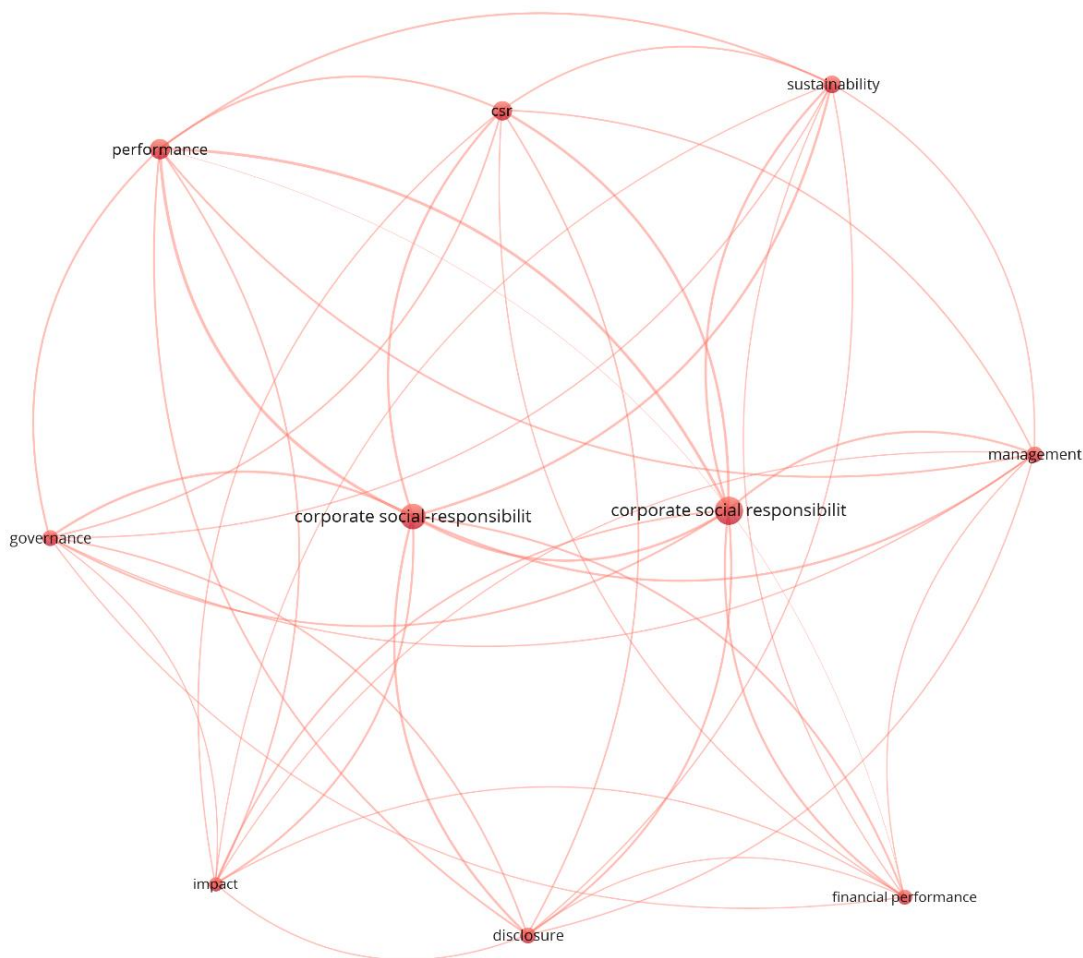 sustainability
csr
performance
management
corporate social responsibilit
corporate social-responsibilit
governance
impact
financial performance
disclosure